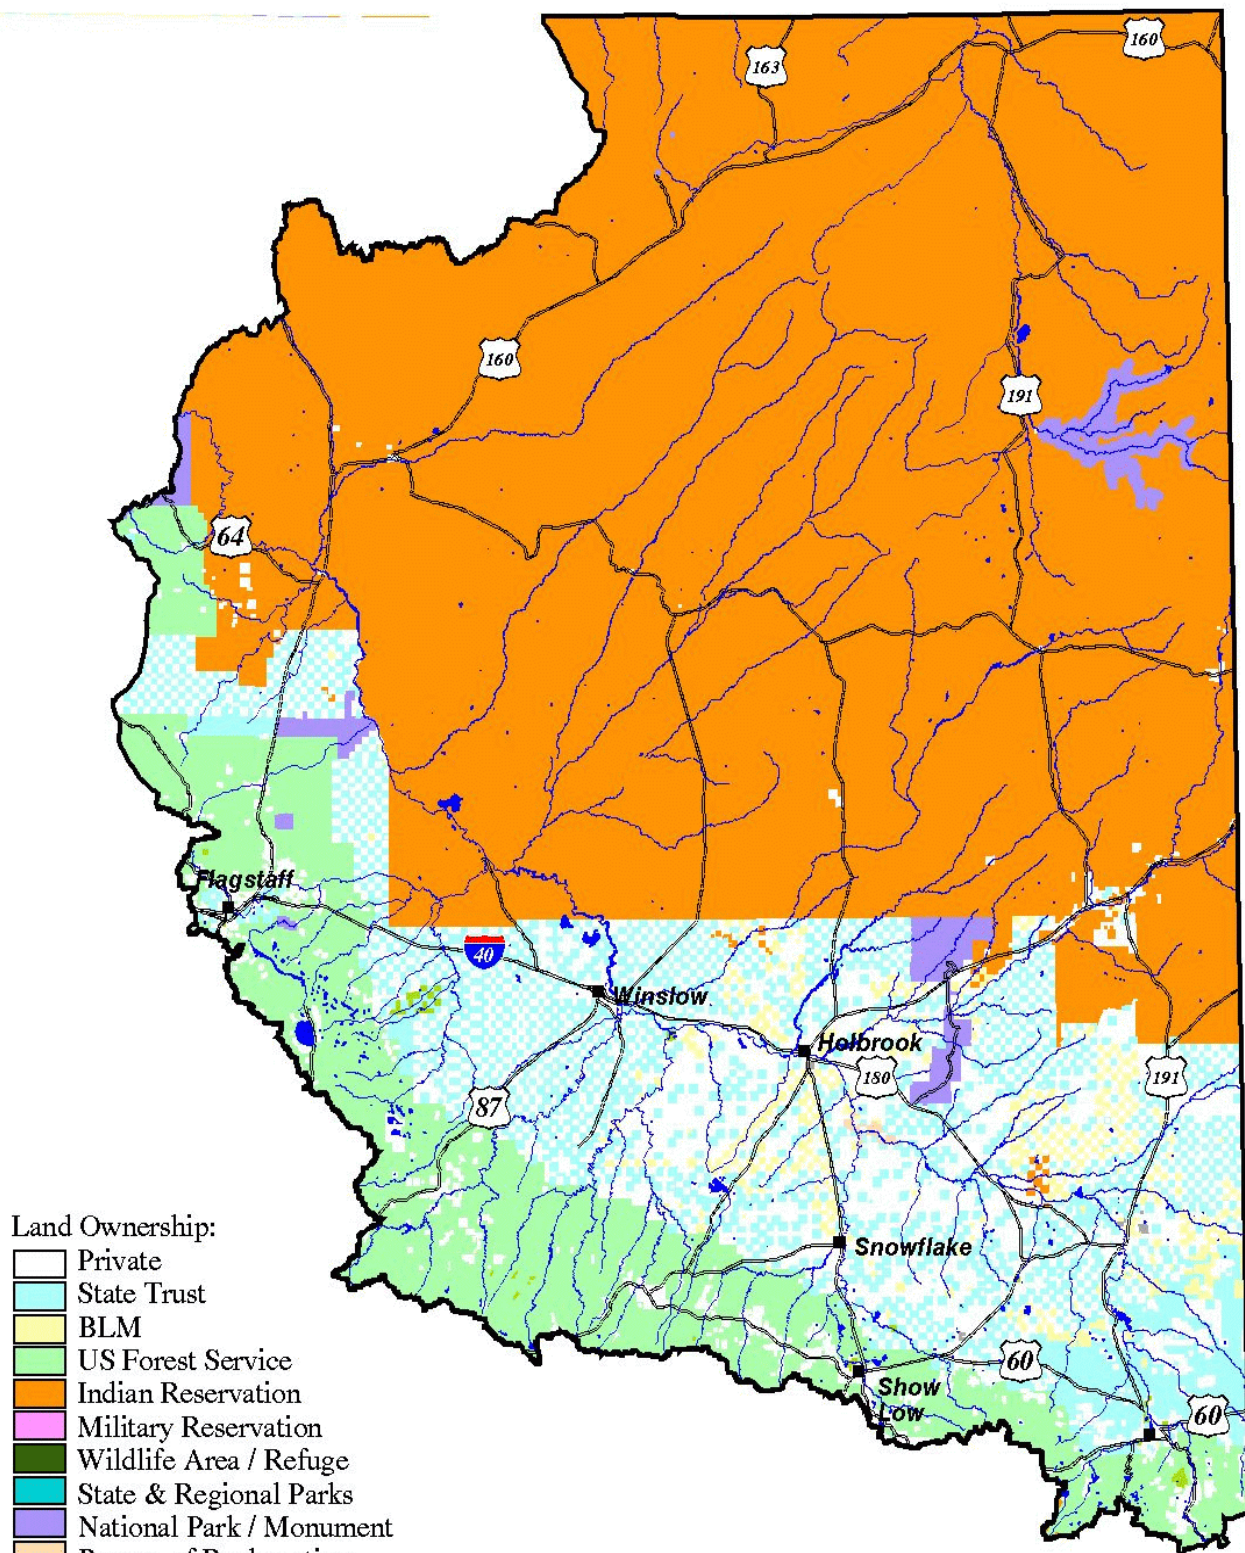 163
160
160
191
64
Flagstaff
40
Winslow
Holbrook
180
191
87
Snowflake
60
Show
Low
60
Land Ownership:
Private
State Trust
BLM
US Forest Service
Indian Reservation
Military Reservation
Wildlife Area / Refuge
State & Regional Parks
National Park / Monument